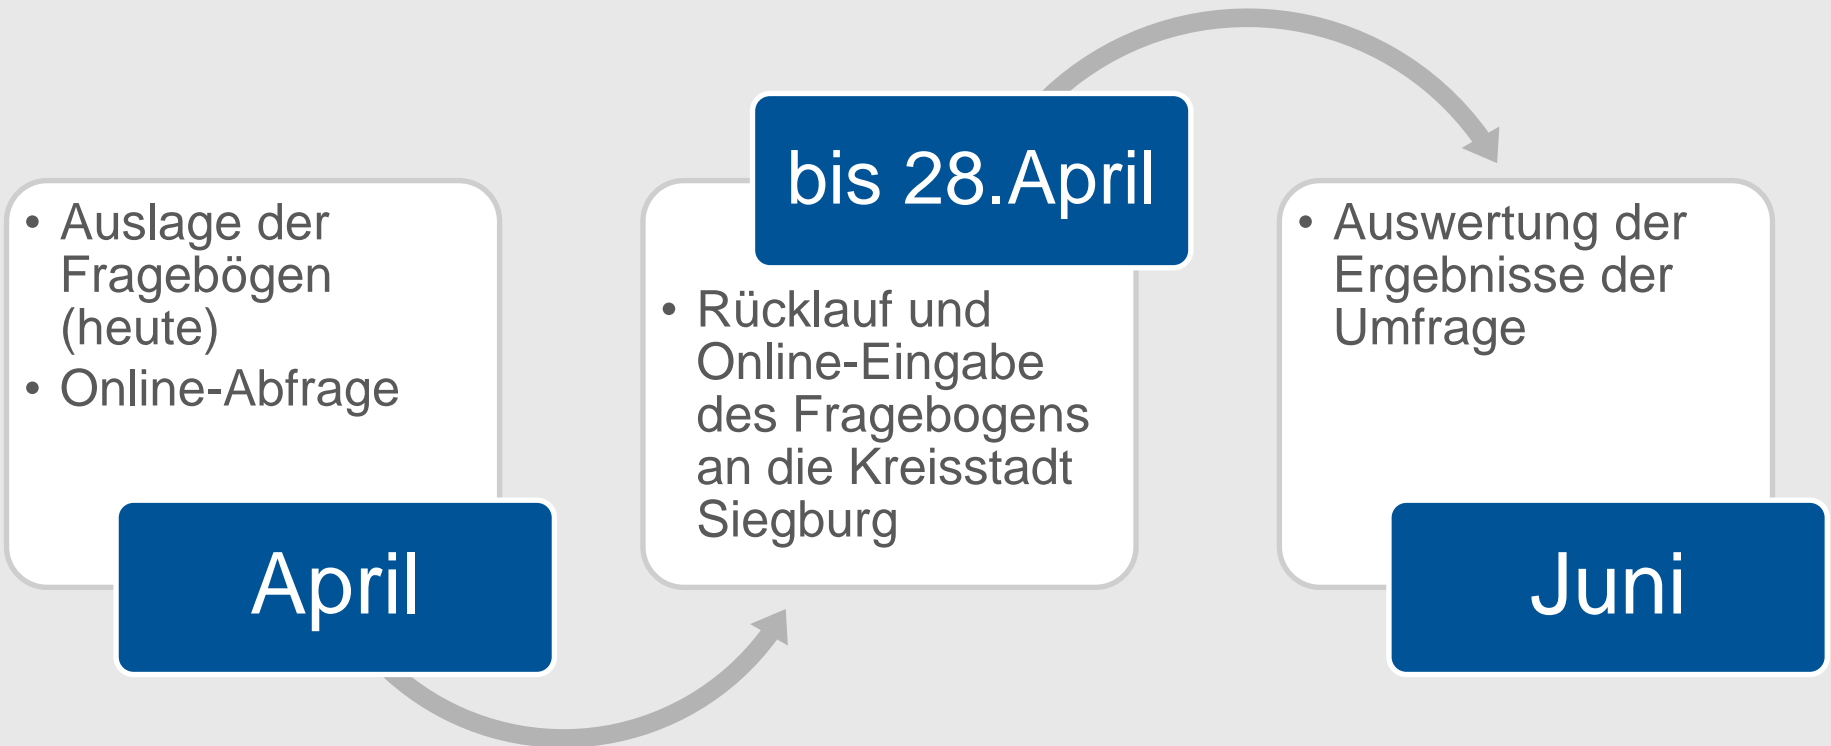 • Auslage der
Fragebögen
(heute)
• Online-Abfrage
April
bis 28.April
• Rücklauf und
Online-Eingabe
des Fragebogens
an die Kreisstadt
Siegburg
• Auswertung der
Ergebnisse der
Umfrage
Juni